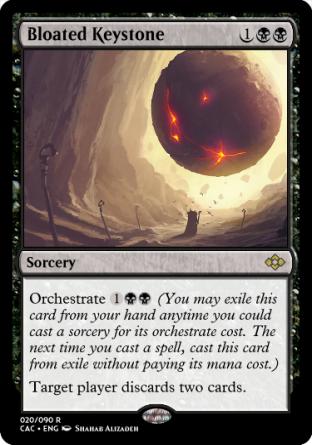 Bloated Keystone 1
Sorcery
Orchestrate 1 (You may exile this
card from your hand anytime you could
cast a sorcery for its orchestrate cost. The
next time you cast a spell, cast this card
from exile without paying its mana cost.)
Target player discards two cards.
020/090 R
CAC • ENG Shahab Alizadeh